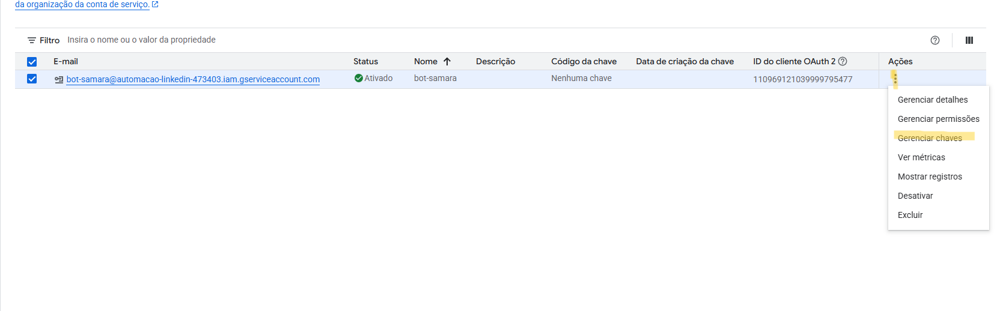 da organização da conta de serviço.
Filtro Insira o nome ou o valor da propriedade
E-mail Status Nome Descrição Código da chave Data de criação da chave ID do cliente OAuth 2 Ações
bot-samara@automacao-linkedin-473403.iam.gserviceaccount.com Ativado bot-samara Nenhuma chave 110969121039999795477
Gerenciar detalhes
Gerenciar permissões
Gerenciar chaves
Ver métricas
Mostrar registros
Desativar
Excluir